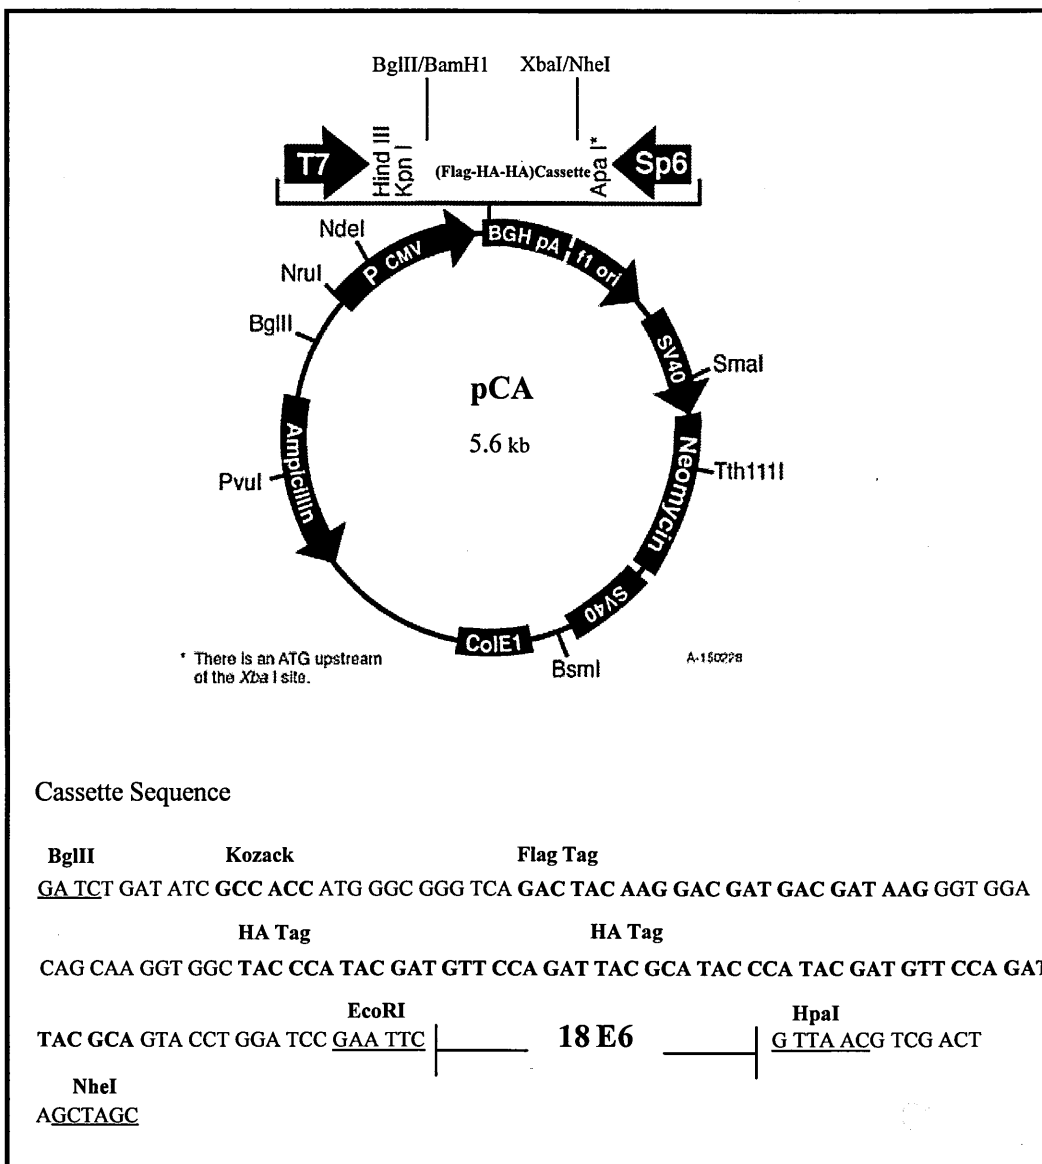 BglII/BamH1 XbaI/NheI
T7 Hind III Kpn I (Flag-HA-HA)Cassette Apa I* Sp6
NdeI
P CMV
BGH pA
f1 ori
NruI
BglII
SV40
SmaI
pCA
5.6 kb
Ampicillin
Neomycin
Tth111I
PvuI
SV40
ColE1
BsmI
* There is an ATG upstream
of the Xba I site.
A-150228
Cassette Sequence
BglII Kozack Flag Tag
GA TCT GAT ATC GCC ACC ATG GGC GGG TCA GAC TAC AAG GAC GAT GAC GAT AAG GGT GGA
HA Tag HA Tag
CAG CAA GGT GGC TAC CCA TAC GAT GTT CCA GAT TAC GCA TAC CCA TAC GAT GTT CCA GAT
EcoRI HpaI
TAC GCA GTA CCT GGA TCC GAA TTC 18 E6 G TTA ACG TCG ACT
NheI
AGCTAGC